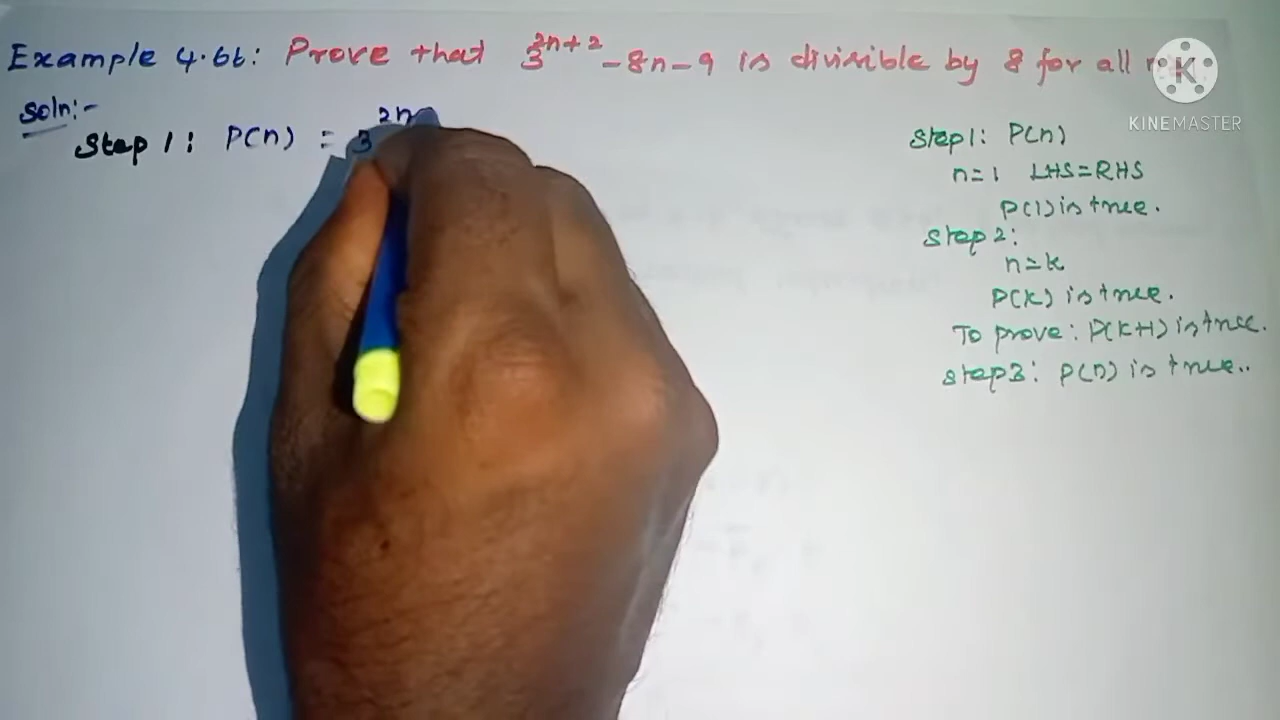 Example 4.66: Prove that 3^{2n+2} - 8n - 9 is divisible by 8 for all
KINEMASTER
Soln:-
Step 1: P(n) = 3^{2n
Step1: P(n)
n=1 LHS=RHS
P(1) is true.
Step 2:
n=k
P(k) is true.
To prove: P(k+1) is true.
Step3: P(n) is true..